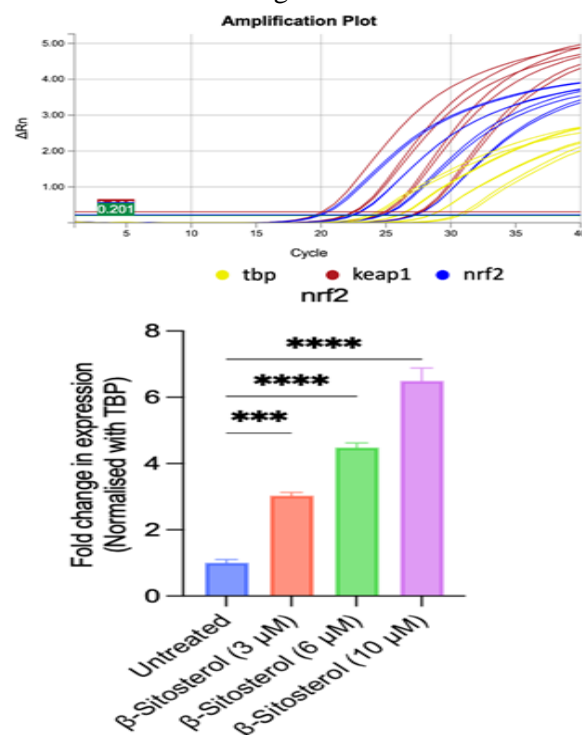 Amplification Plot
5.00
4.00
3.00
2.00
1.00
ΔRn
0.201
5 10 15 20 25 30 35 40
Cycle
tbp keap1 nrf2
nrf2
Fold change in expression
(Normalised with TBP)
8
6
4
2
0
****
****
***
Untreated
β-Sitosterol (3 μM)
β-Sitosterol (6 μM)
β-Sitosterol (10 μM)